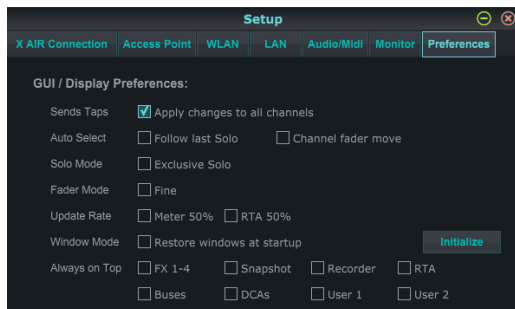 Setup
X AIR Connection Access Point WLAN LAN Audio/Midi Monitor Preferences
GUI / Display Preferences:
Sends Taps Apply changes to all channels
Auto Select Follow last Solo Channel fader move
Solo Mode Exclusive Solo
Fader Mode Fine
Update Rate Meter 50% RTA 50%
Window Mode Restore windows at startup Initialize
Always on Top FX 1-4 Snapshot Recorder RTA
Buses DCAs User 1 User 2